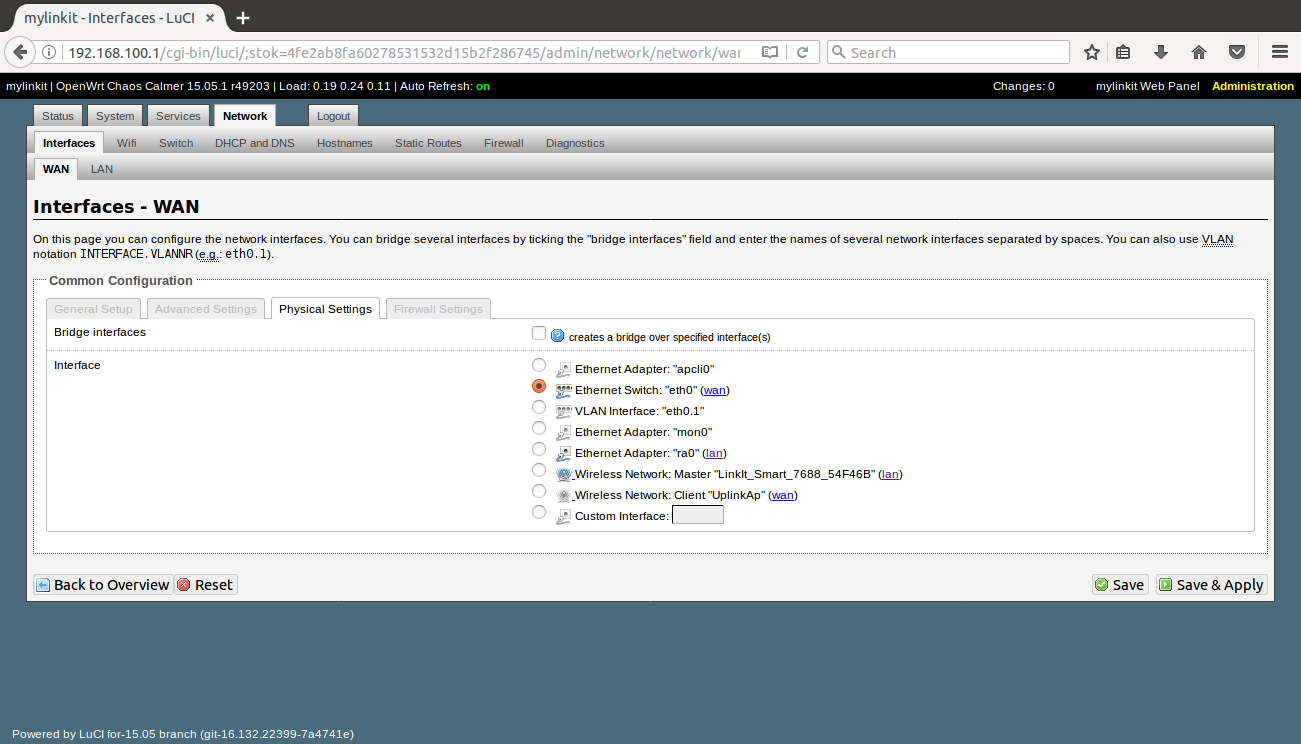 mylinkit - Interfaces - LuCI
192.168.100.1/cgi-bin/luci/;stok=4fe2ab8fa60278531532d15b2f286745/admin/network/network/wan
Search
mylinkit | OpenWrt Chaos Calmer 15.05.1 r49203 | Load: 0.19 0.24 0.11 | Auto Refresh: on
Changes: 0 mylinkit Web Panel Administration
Status System Services Network Logout
Interfaces Wifi Switch DHCP and DNS Hostnames Static Routes Firewall Diagnostics
WAN LAN
Interfaces - WAN
On this page you can configure the network interfaces. You can bridge several interfaces by ticking the "bridge interfaces" field and enter the names of several network interfaces separated by spaces. You can also use VLAN
notation INTERFACE.VLANNR (e.g.: eth0.1).
Common Configuration
General Setup Advanced Settings Physical Settings Firewall Settings
Bridge interfaces
creates a bridge over specified interface(s)
Interface
Ethernet Adapter: "apcli0"
Ethernet Switch: "eth0" (wan)
VLAN Interface: "eth0.1"
Ethernet Adapter: "mon0"
Ethernet Adapter: "ra0" (lan)
Wireless Network: Master "LinkIt_Smart_7688_54F46B" (lan)
Wireless Network: Client "UplinkAp" (wan)
Custom Interface:
Back to Overview Reset Save Save & Apply
Powered by LuCI for-15.05 branch (git-16.132.22399-7a4741e)